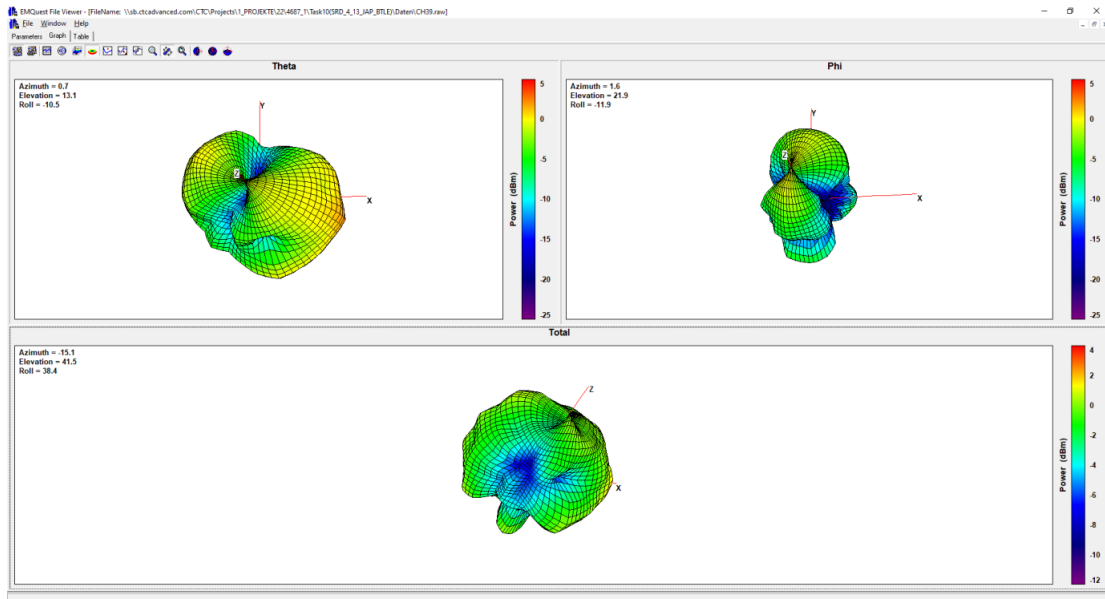 EMQuest File Viewer - [FileName: \\sb.ctcadvanced.com\CTC\Projects\1_PROJEKTE\22\4687_1\Task10(SRD_4_13_JAP_BTLE)\Daten\CH39.raw]
File Window Help
Parameters Graph Table
Theta
Azimuth = 0.7
Elevation = 13.1
Roll = -10.5
Y
Z
X
5
0
-5
-10
-15
-20
-25
Power (dBm)
Phi
Azimuth = 1.6
Elevation = 21.9
Roll = -11.9
Y
Z
X
5
0
-5
-10
-15
-20
-25
Power (dBm)
Total
Azimuth = -15.1
Elevation = 41.5
Roll = 38.4
Z
X
4
2
0
-2
-4
-6
-8
-10
-12
Power (dBm)